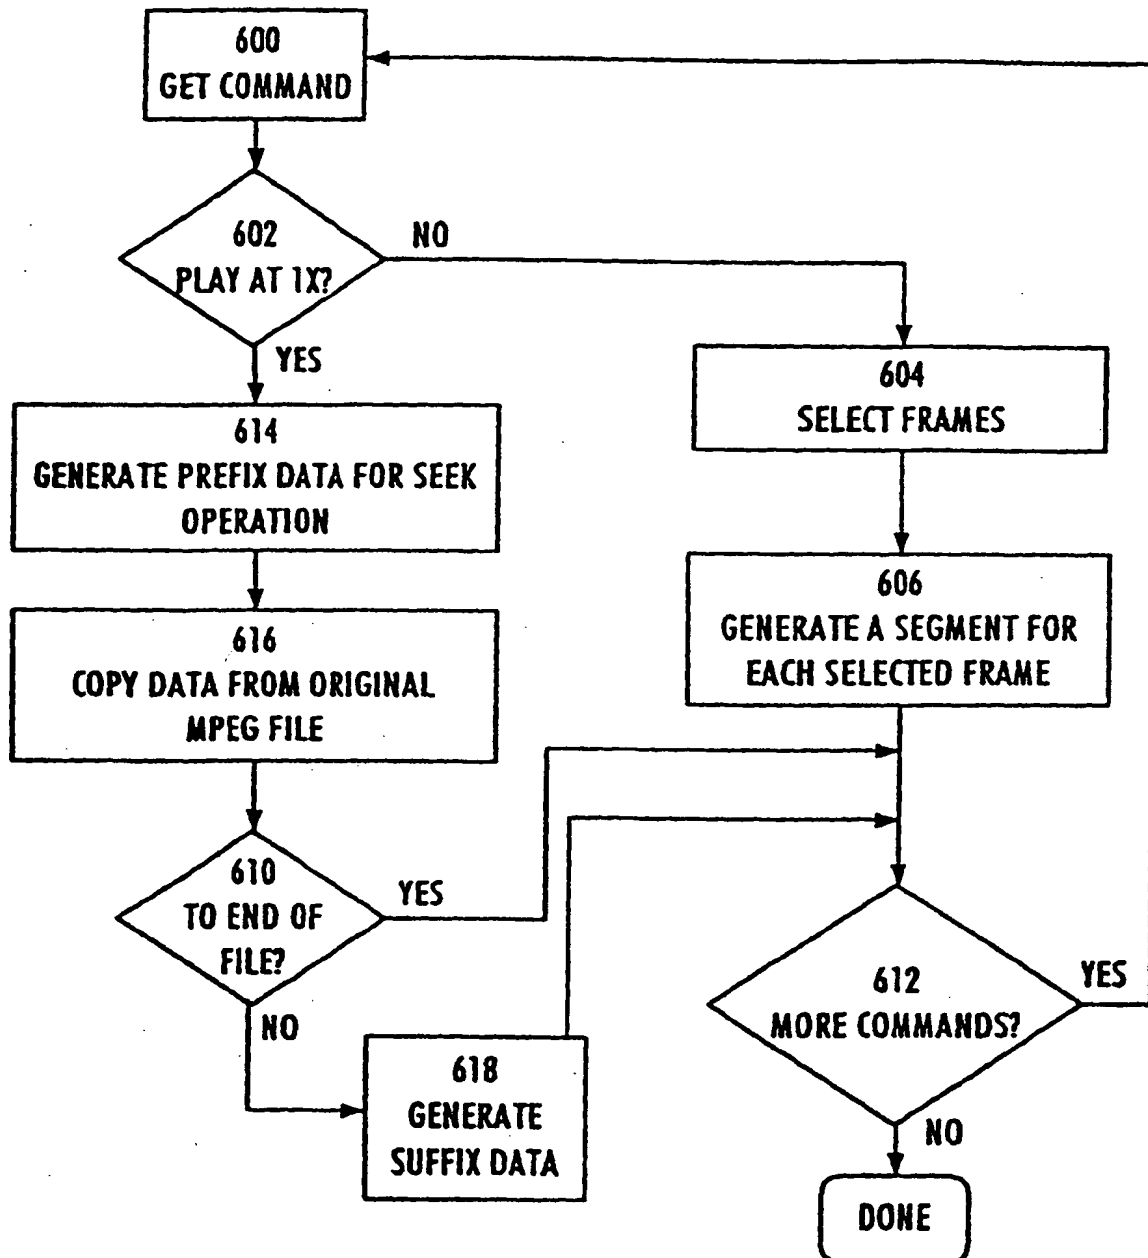 600
GET COMMAND
602
PLAY AT 1X?
NO
YES
604
SELECT FRAMES
614
GENERATE PREFIX DATA FOR SEEK
OPERATION
606
GENERATE A SEGMENT FOR
EACH SELECTED FRAME
616
COPY DATA FROM ORIGINAL
MPEG FILE
610
TO END OF
FILE?
YES
NO
612
MORE COMMANDS?
YES
NO
618
GENERATE
SUFFIX DATA
DONE